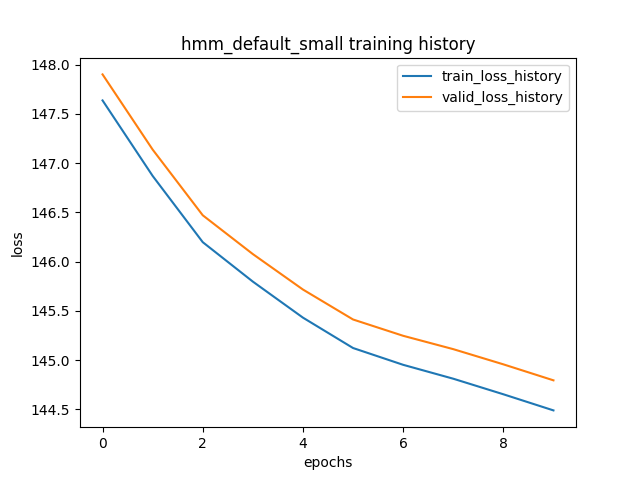 hmm_default_small training history
train_loss_history
valid_loss_history
148.0
147.5
147.0
146.5
146.0
145.5
145.0
144.5
loss
0 2 4 6 8
epochs